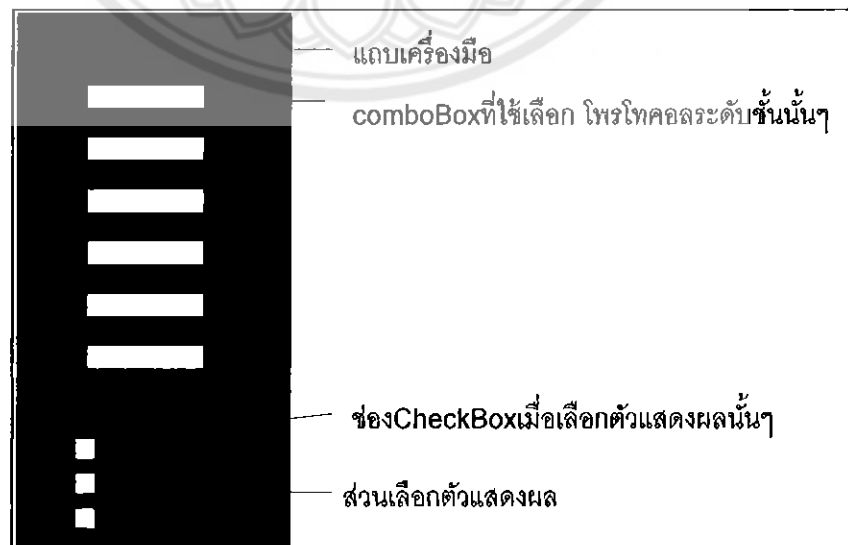 แถบเครื่องมือ
comboBoxที่ใช้เลือก โพรโทคอลระดับชั้นนั้นๆ
ช่องCheckBoxเมื่อเลือกตัวแสดงผลนั้นๆ
ส่วนเลือกตัวแสดงผล